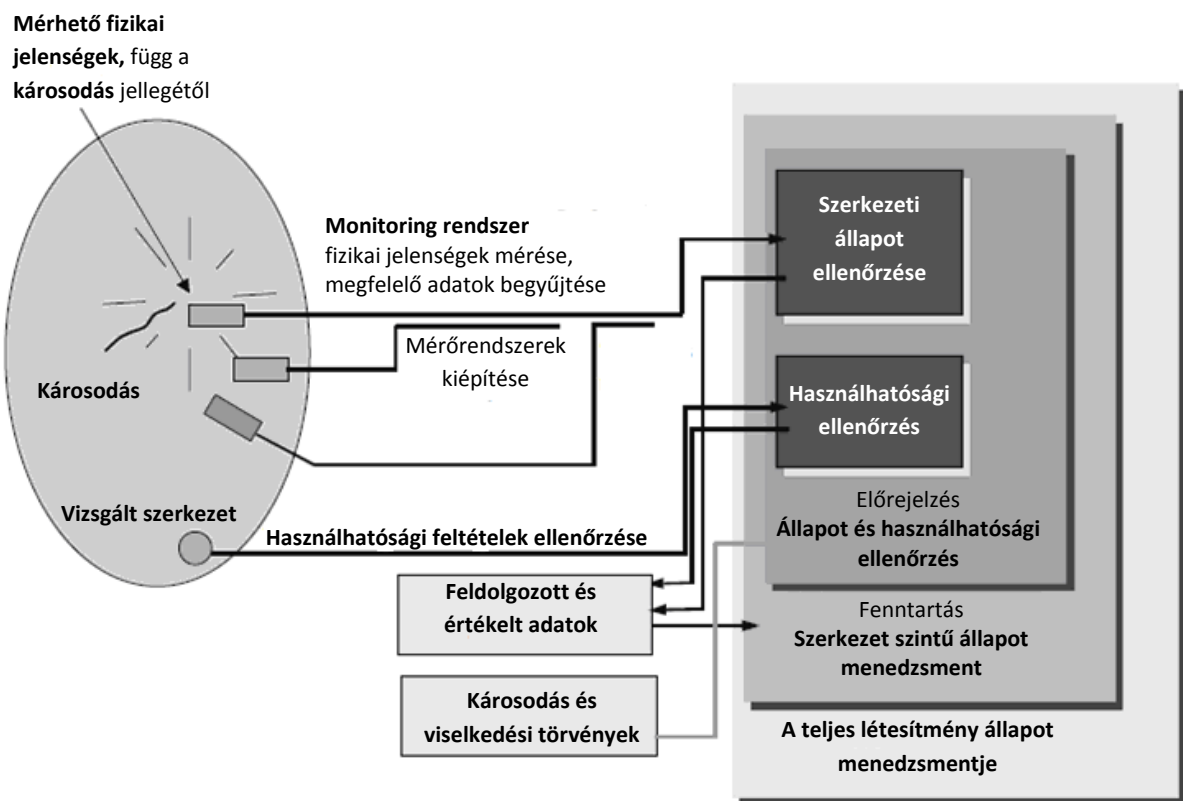 Mérhető fizikai
jelenségek, függ a
károsodás jellegétől
Monitoring rendszer
fizikai jelenségek mérése,
megfelelő adatok begyűjtése
Mérőrendszerek
kiépítése
Károsodás
Vizsgált szerkezet
Használhatósági feltételek ellenőrzése
Feldolgozott és
értékelt adatok
Károsodás és
viselkedési törvények
Szerkezeti
állapot
ellenőrzése
Használhatósági
ellenőrzés
Előrejelzés
Állapot és használhatósági
ellenőrzés
Fenntartás
Szerkezet szintű állapot
menedzsment
A teljes létesítmény állapot
menedzsmentje